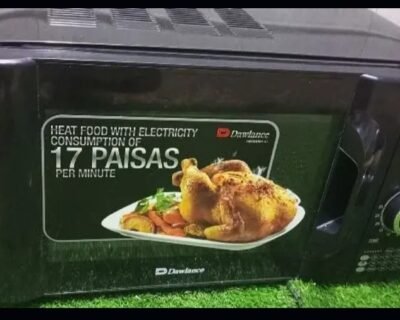 HEAT FOOD WITH ELECTRICITY
CONSUMPTION OF
17 PAISAS
PER MINUTE
Dawlance
Dawlance